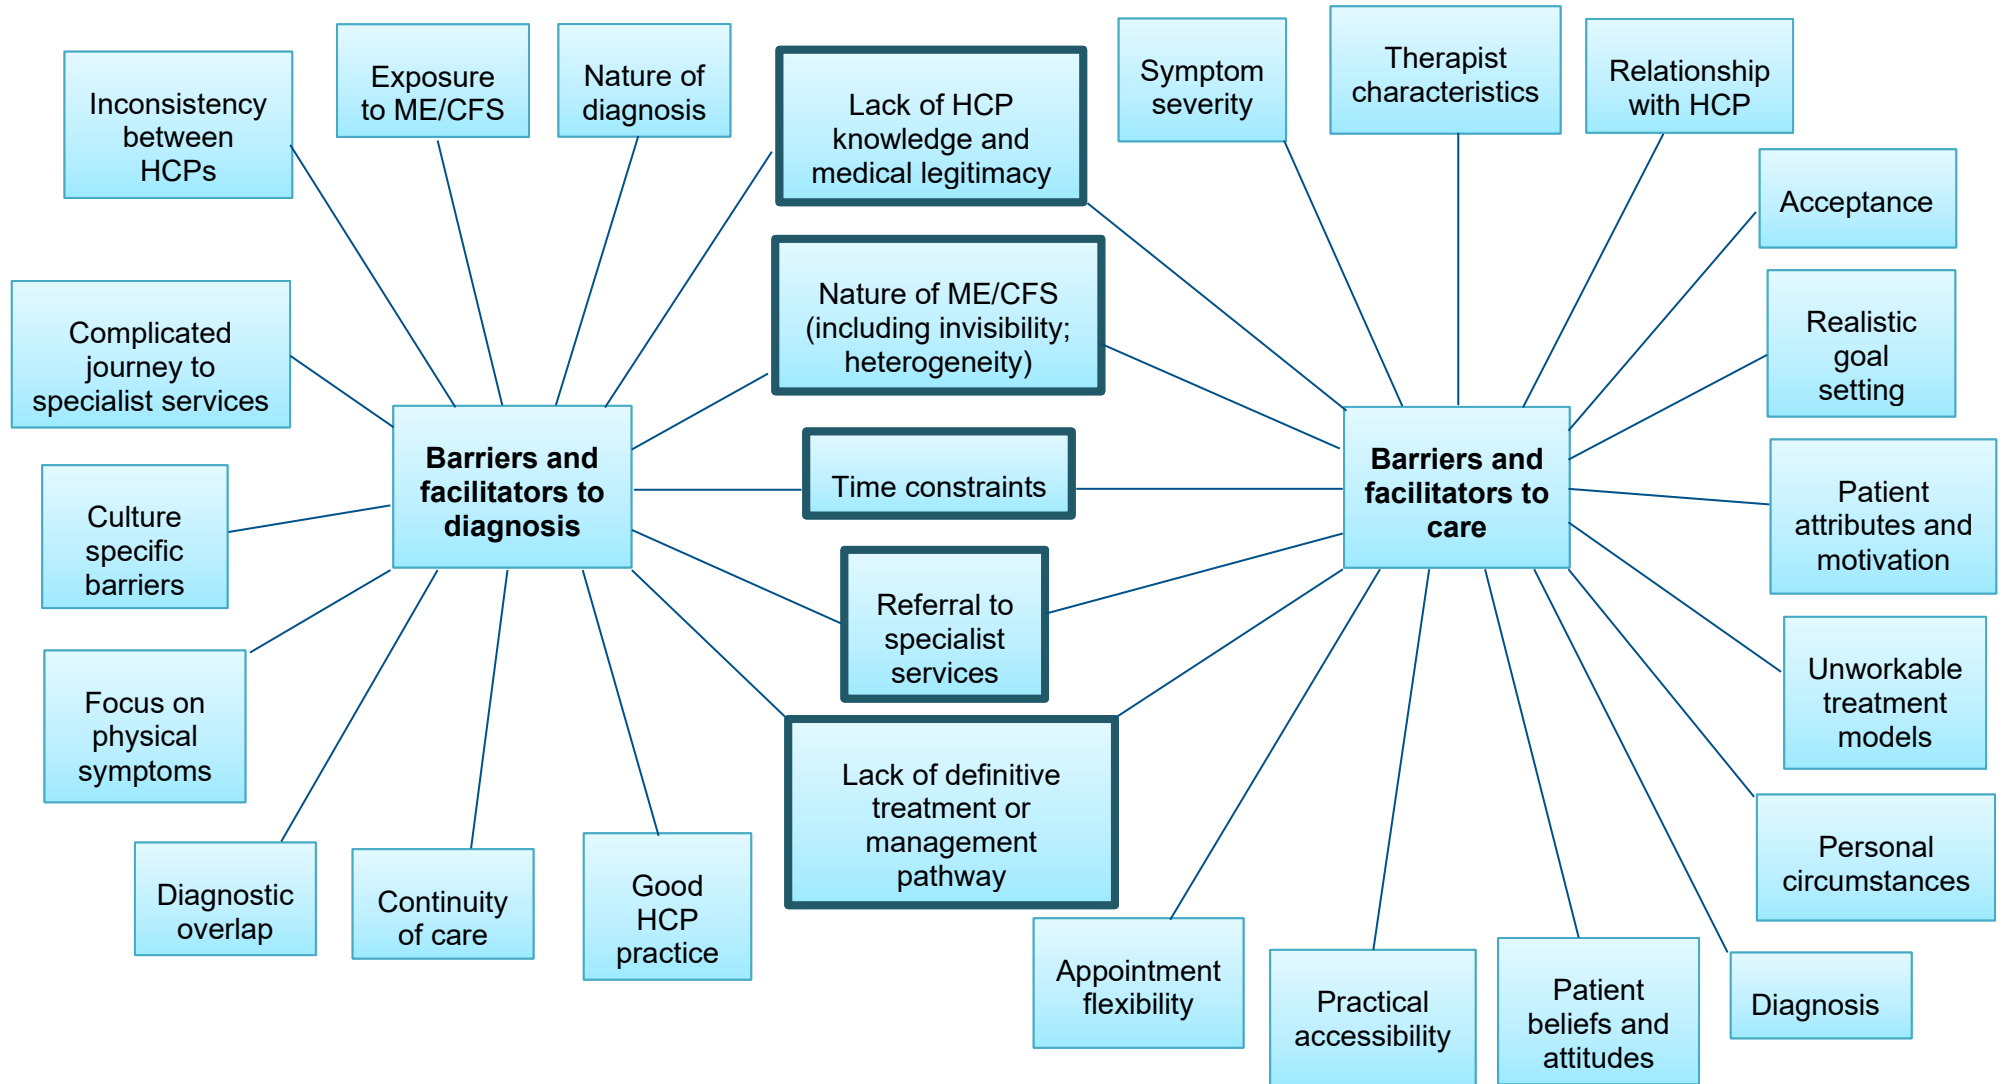 Inconsistency
between
HCPs
Exposure
to ME/CFS
Nature of
diagnosis
Lack of HCP
knowledge and
medical legitimacy
Symptom
severity
Therapist
characteristics
Relationship
with HCP
Acceptance
Nature of ME/CFS
(including invisibility;
heterogeneity)
Realistic
goal
setting
Complicated
journey to
specialist services
Barriers and
facilitators to
diagnosis
Time constraints
Barriers and
facilitators to
care
Patient
attributes and
motivation
Culture
specific
barriers
Referral to
specialist
services
Unworkable
treatment
models
Focus on
physical
symptoms
Lack of definitive
treatment or
management
pathway
Personal
circumstances
Diagnostic
overlap
Continuity
of care
Good
HCP
practice
Appointment
flexibility
Practical
accessibility
Patient
beliefs and
attitudes
Diagnosis